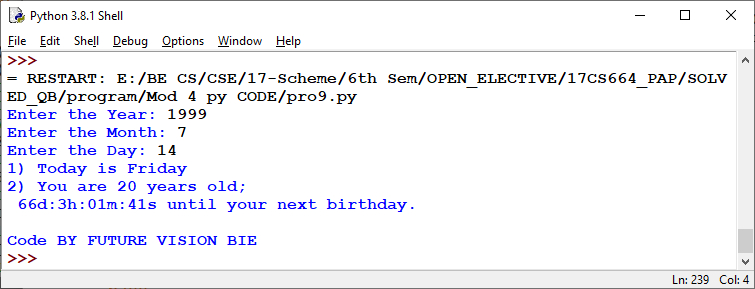 Python 3.8.1 Shell
File Edit Shell Debug Options Window Help
>>>
= RESTART: E:/BE CS/CSE/17-Scheme/6th Sem/OPEN_ELECTIVE/17CS664_PAP/SOLV
ED_QB/program/Mod 4 py CODE/pro9.py
Enter the Year: 1999
Enter the Month: 7
Enter the Day: 14
1) Today is Friday
2) You are 20 years old;
 66d:3h:01m:41s until your next birthday.
Code BY FUTURE VISION BIE
>>>
Ln: 239 Col: 4